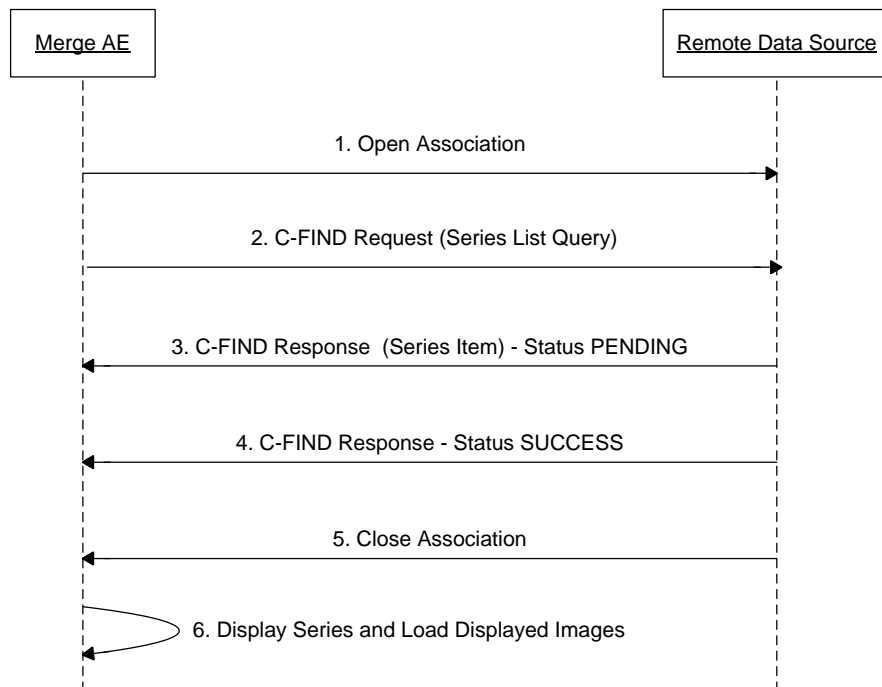 Merge AE
Remote Data Source
1. Open Association
2. C-FIND Request (Series List Query)
3. C-FIND Response  (Series Item) - Status PENDING
4. C-FIND Response - Status SUCCESS
5. Close Association
6. Display Series and Load Displayed Images